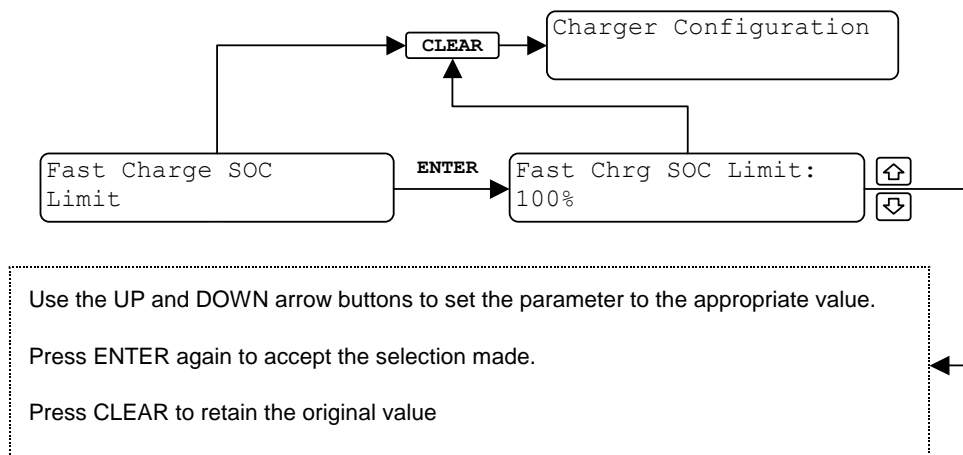 Charger Configuration
CLEAR
Fast Charge SOC
Limit
ENTER
Fast Chrg SOC Limit:
100%
Use the UP and DOWN arrow buttons to set the parameter to the appropriate value.
Press ENTER again to accept the selection made.
Press CLEAR to retain the original value